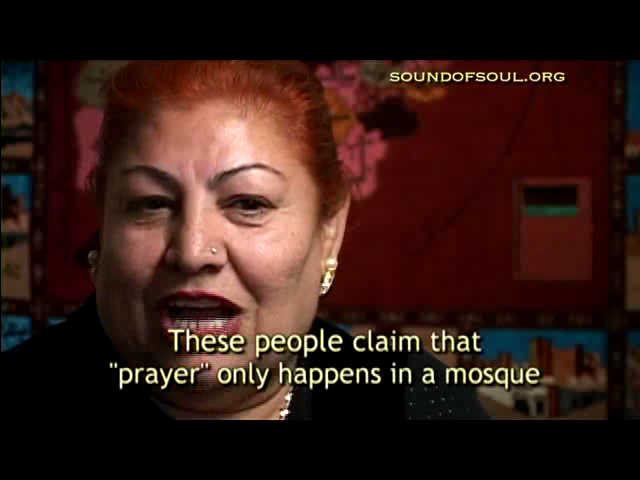 SOUNDOFSOUL.ORG
These people claim that
"prayer" only happens in a mosque